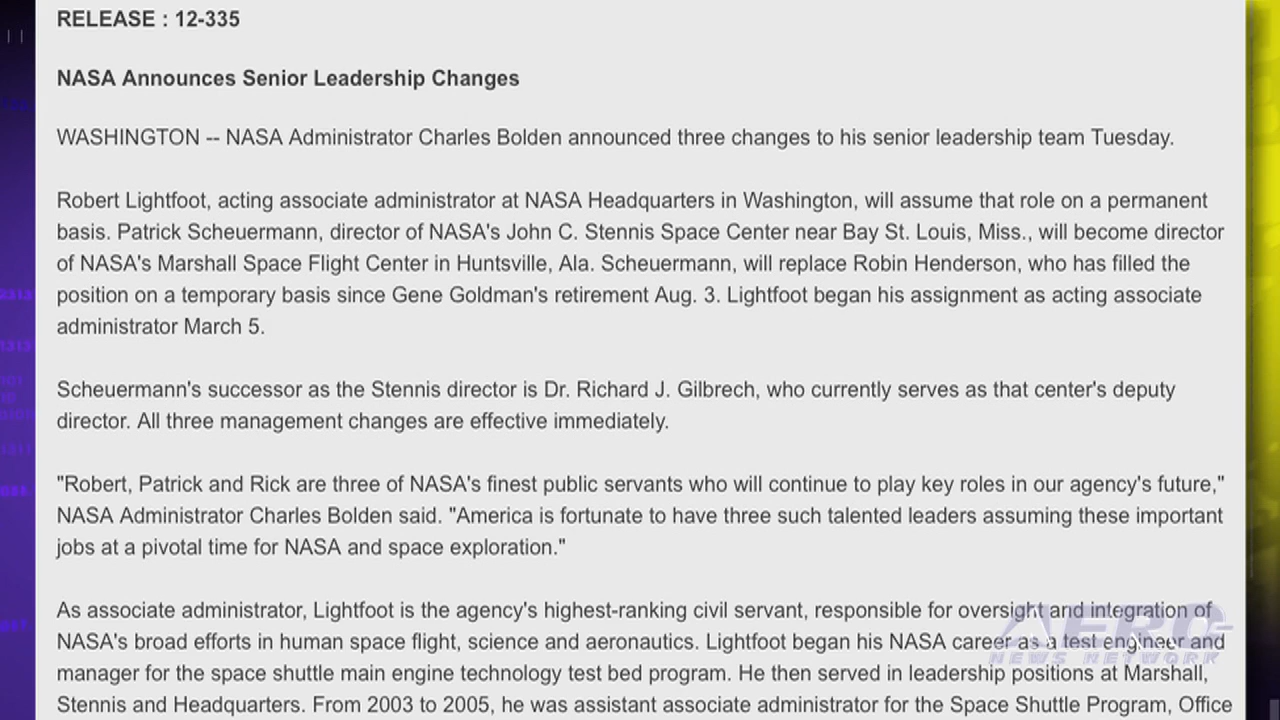 RELEASE : 12-335
NASA Announces Senior Leadership Changes
WASHINGTON -- NASA Administrator Charles Bolden announced three changes to his senior leadership team Tuesday.
Robert Lightfoot, acting associate administrator at NASA Headquarters in Washington, will assume that role on a permanent
basis. Patrick Scheuermann, director of NASA's John C. Stennis Space Center near Bay St. Louis, Miss., will become director
of NASA's Marshall Space Flight Center in Huntsville, Ala. Scheuermann, will replace Robin Henderson, who has filled the
position on a temporary basis since Gene Goldman's retirement Aug. 3. Lightfoot began his assignment as acting associate
administrator March 5.
Scheuermann's successor as the Stennis director is Dr. Richard J. Gilbrech, who currently serves as that center's deputy
director. All three management changes are effective immediately.
"Robert, Patrick and Rick are three of NASA's finest public servants who will continue to play key roles in our agency's future,"
NASA Administrator Charles Bolden said. "America is fortunate to have three such talented leaders assuming these important
jobs at a pivotal time for NASA and space exploration."
As associate administrator, Lightfoot is the agency's highest-ranking civil servant, responsible for oversight and integration of
NASA's broad efforts in human space flight, science and aeronautics. Lightfoot began his NASA career as a test engineer and
manager for the space shuttle main engine technology test bed program. He then served in leadership positions at Marshall,
Stennis and Headquarters. From 2003 to 2005, he was assistant associate administrator for the Space Shuttle Program, Office
AERO
NEWS NETWORK